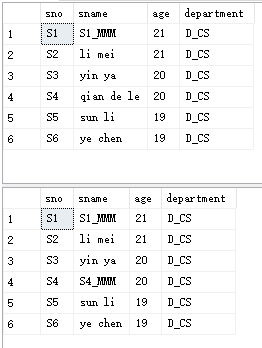 sno sname age department
1 S1 S1_MMM 21 D_CS
2 S2 li mei 21 D_CS
3 S3 yin ya 20 D_CS
4 S4 qian de le 20 D_CS
5 S5 sun li 19 D_CS
6 S6 ye chen 19 D_CS
sno sname age department
1 S1 S1_MMM 21 D_CS
2 S2 li mei 21 D_CS
3 S3 yin ya 20 D_CS
4 S4 S4_MMM 20 D_CS
5 S5 sun li 19 D_CS
6 S6 ye chen 19 D_CS